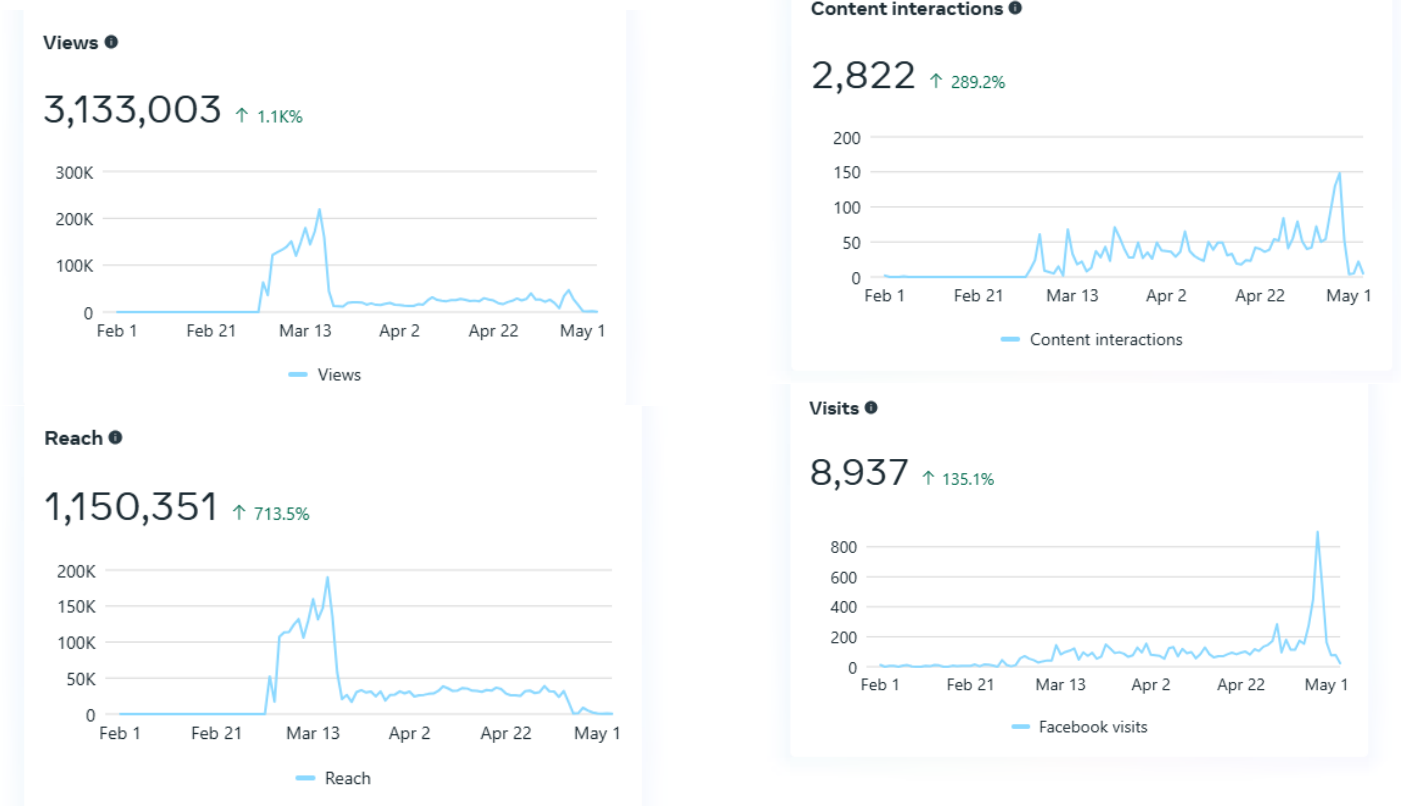 Views
3,133,003 ↑ 1.1K%
300K
200K
100K
0
Feb 1 Feb 21 Mar 13 Apr 2 Apr 22 May 1
Views
Content interactions
2,822 ↑ 289.2%
200
150
100
50
0
Feb 1 Feb 21 Mar 13 Apr 2 Apr 22 May 1
Content interactions
Reach
1,150,351 ↑ 713.5%
200K
150K
100K
50K
0
Feb 1 Feb 21 Mar 13 Apr 2 Apr 22 May 1
Reach
Visits
8,937 ↑ 135.1%
800
600
400
200
0
Feb 1 Feb 21 Mar 13 Apr 2 Apr 22 May 1
Facebook visits